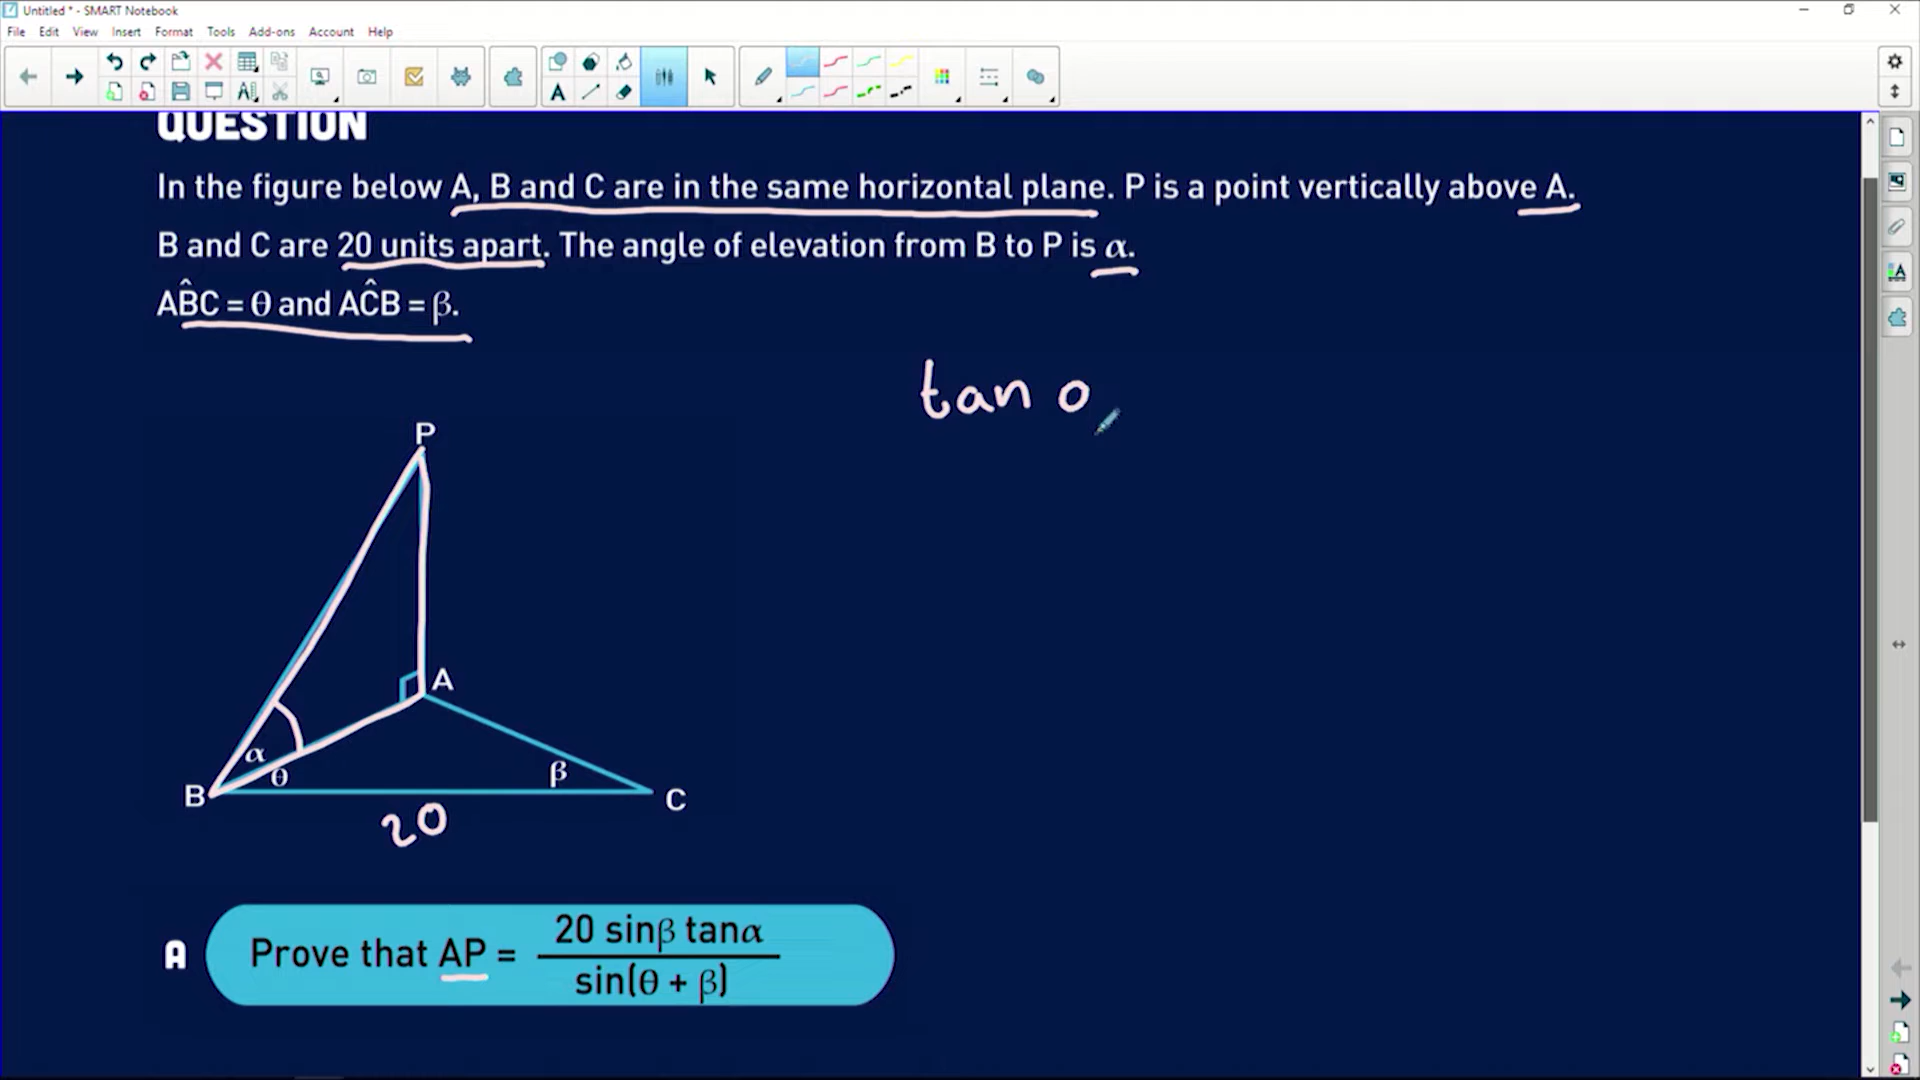 Untitled * - SMART Notebook
File Edit View Insert Format Tools Add-ons Account Help
QUESTION
In the figure below A, B and C are in the same horizontal plane. P is a point vertically above A.
B and C are 20 units apart. The angle of elevation from B to P is α.
AB̂C = θ and AĈB = β.
tan
P
A
α
θ
β
B
C
20
A
Prove that AP = 20 sinβ tanα / sin(θ + β)